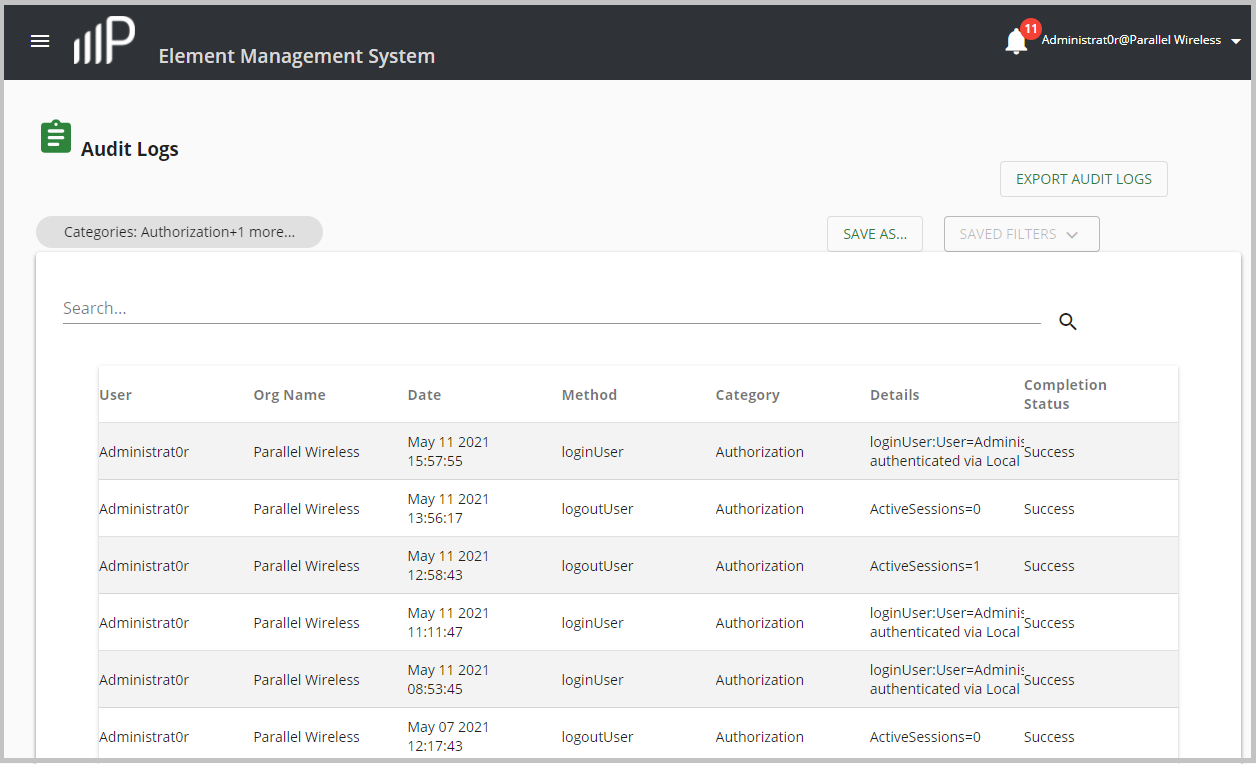 P
Element Management System
11
Administrat0r@Parallel Wireless
Audit Logs
EXPORT AUDIT LOGS
Categories: Authorization+1 more...
SAVE AS...
SAVED FILTERS
Search...
User Org Name Date Method Category Details Completion
Status
Administrat0r Parallel Wireless May 11 2021
15:57:55 loginUser Authorization loginUser:User=Adminis
authenticated via Local Success
Administrat0r Parallel Wireless May 11 2021
13:56:17 logoutUser Authorization ActiveSessions=0 Success
Administrat0r Parallel Wireless May 11 2021
12:58:43 logoutUser Authorization ActiveSessions=1 Success
Administrat0r Parallel Wireless May 11 2021
11:11:47 loginUser Authorization loginUser:User=Adminis
authenticated via Local Success
Administrat0r Parallel Wireless May 11 2021
08:53:45 loginUser Authorization loginUser:User=Adminis
authenticated via Local Success
Administrat0r Parallel Wireless May 07 2021
12:17:43 logoutUser Authorization ActiveSessions=0 Success